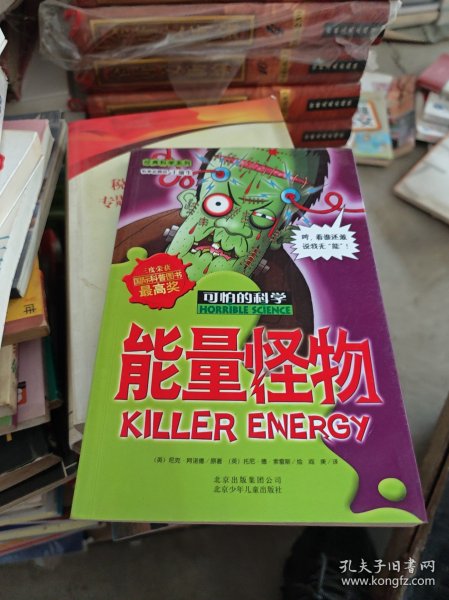 经典科学系列
哼，看谁还敢
说我无“能”！
三度荣获
国际科普图书
最高奖
可怕的科学
HORRIBLE SCIENCE
能量怪物
KILLER ENERGY
（英）尼克·阿诺德／原著 （英）托尼·德·索雷斯／绘 阎庚／译
北京出版集团公司
北京少年儿童出版社
孔夫子旧书网
www.kongfz.com